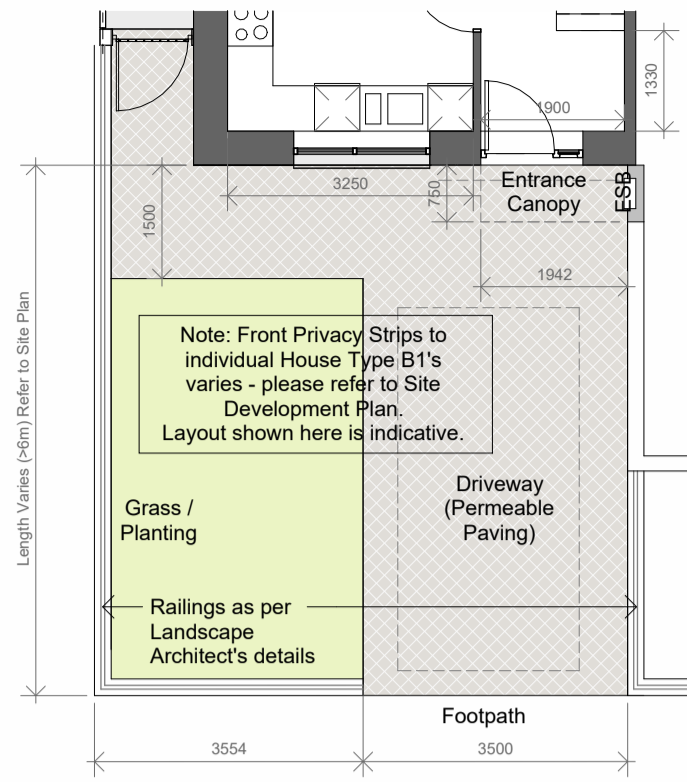 1330
1900
3250
750
Entrance
Canopy
ESB
1500
1942
Note: Front Privacy Strips to
individual House Type B1's
varies - please refer to Site
Development Plan.
Layout shown here is indicative.
Length Varies (>6m) Refer to Site Plan
Grass /
Planting
Driveway
(Permeable
Paving)
Railings as per
Landscape
Architect's details
Footpath
3554
3500